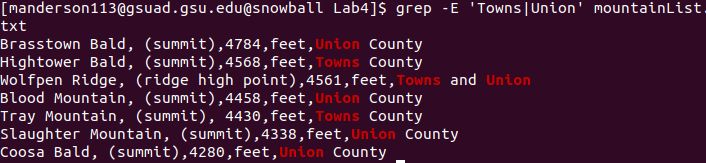 [manderson113@gsuad.gsu.edu@snowball Lab4]$ grep -E 'Towns|Union' mountainList.
txt
Brasstown Bald, (summit),4784,feet,Union County
Hightower Bald, (summit),4568,feet,Towns County
Wolfpen Ridge, (ridge high point),4561,feet,Towns and Union
Blood Mountain, (summit),4458,feet,Union County
Tray Mountain, (summit), 4430,feet,Towns County
Slaughter Mountain, (summit),4338,feet,Union County
Coosa Bald, (summit),4280,feet,Union County